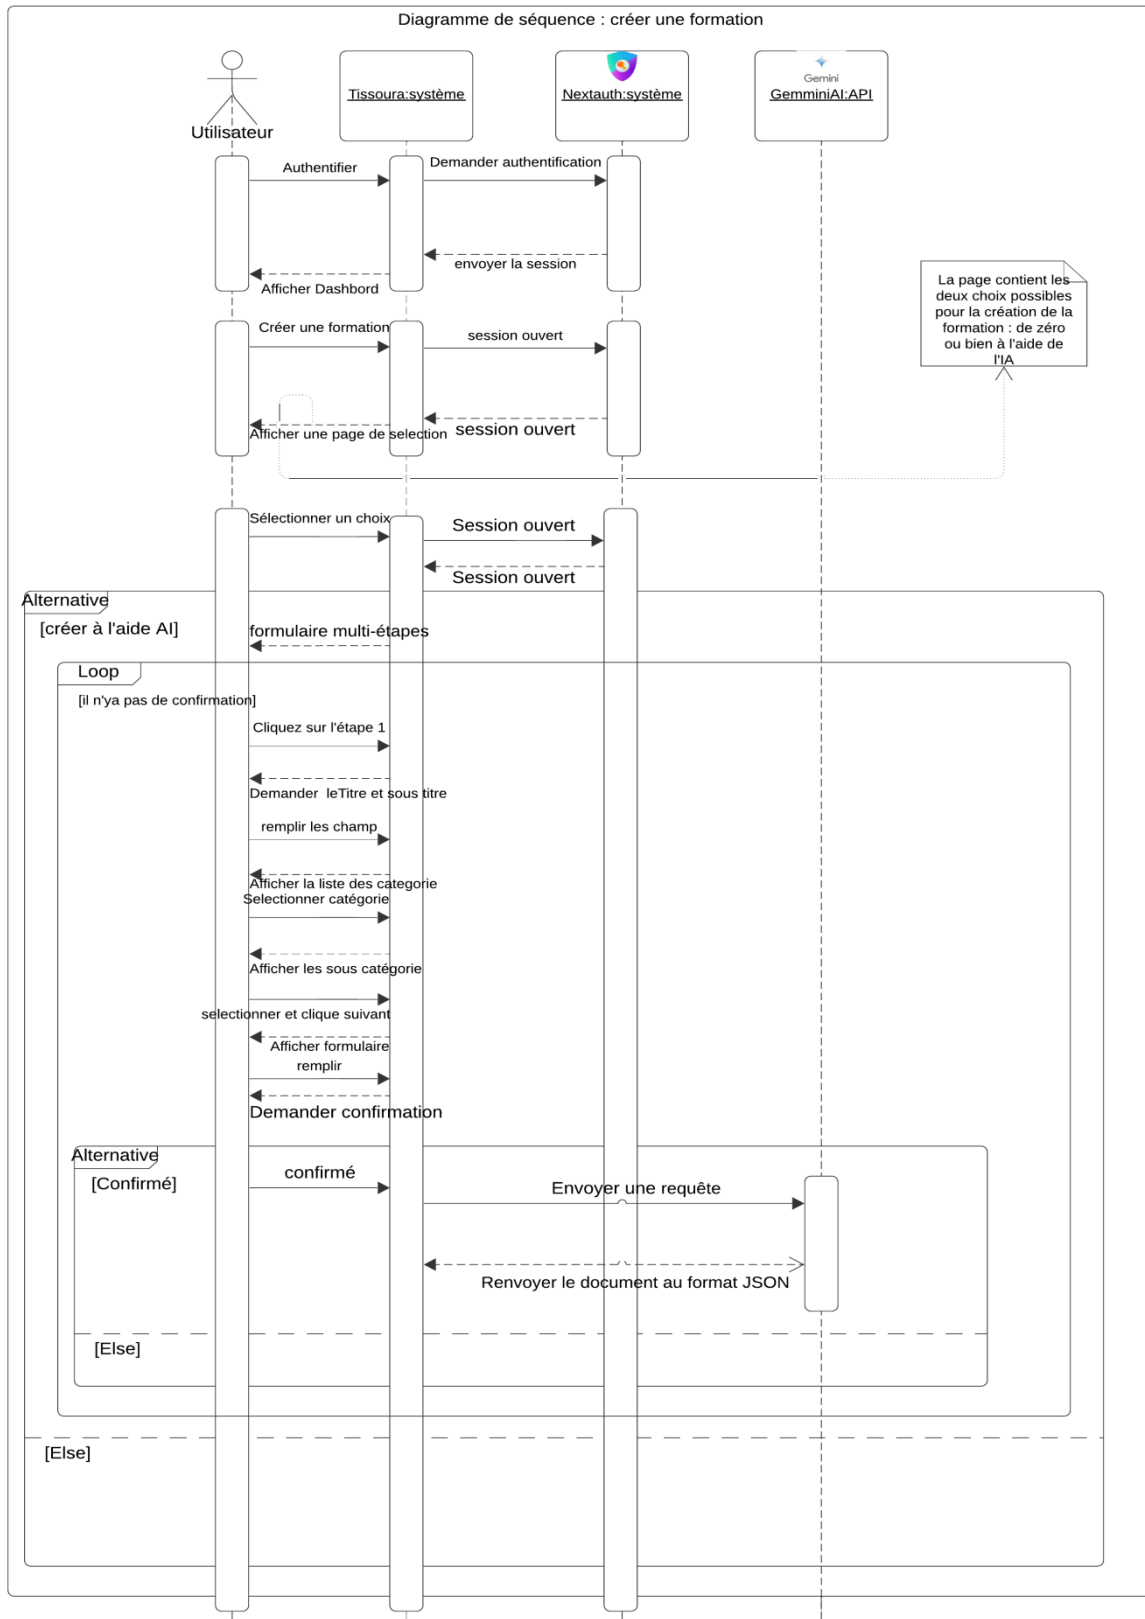 Diagramme de séquence : créer une formation
Utilisateur
Tissoura:système
Nextauth:système
Gemini
GemminiAI:API
Authentifier
Demander authentification
envoyer la session
Afficher Dashbord
La page contient les
deux choix possibles
pour la création de la
formation : de zéro
ou bien à l'aide de
l'IA
Créer une formation
session ouvert
session ouvert
Afficher une page de selection
Sélectionner un choix
Session ouvert
Session ouvert
Alternative
[créer à l'aide AI]
formulaire multi-étapes
Loop
[il n'ya pas de confirmation]
Cliquez sur l'étape 1
Demander leTitre et sous titre
remplir les champ
Afficher la liste des categorie
Selectionner catégorie
Afficher les sous catégorie
selectionner et clique suivant
Afficher formulaire
remplir
Demander confirmation
Alternative
[Confirmé]
confirmé
Envoyer une requête
Renvoyer le document au format JSON
[Else]
[Else]